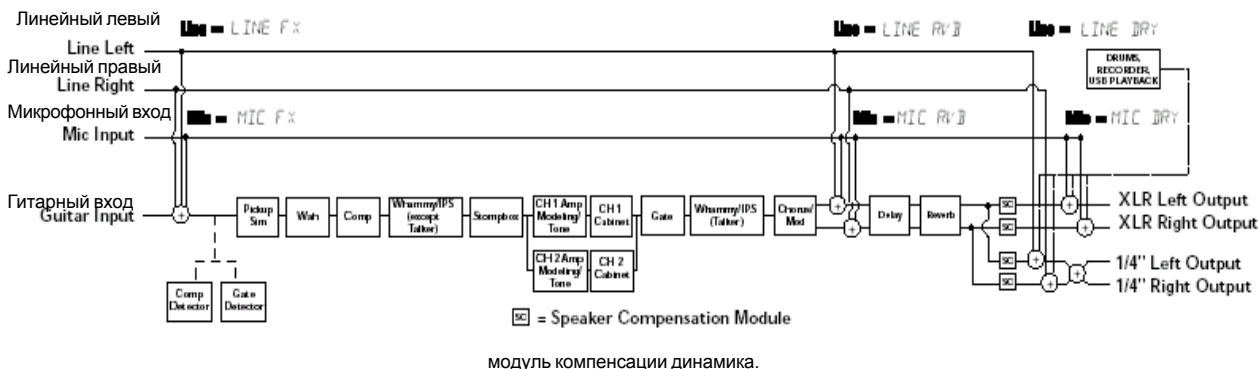 Линейный левый
Line = LINE FX
Line = LINE RVB
Line = LINE DRY
Line Left
Линейный правый
Line Right
DRUMS,
RECORDER,
USB PLAYBACK
Микрофонный вход
Mic = MIC FX
Mic = MIC RVB
Mic = MIC DRY
Mic Input
Гитарный вход
Guitar Input
Pickup
Sim
Wah
Comp
Whammy/IPS
(except
Talker)
Stompbox
CH 1 Amp
Modeling/
Tone
CH 1
Cabinet
Gate
Whammy/IPS
(Talker)
Chorus/
Mod
Delay
Reverb
SC
XLR Left Output
SC
XLR Right Output
CH 2 Amp
Modeling/
Tone
CH 2
Cabinet
SC
1/4" Left Output
SC
1/4" Right Output
Comp
Detector
Gate
Detector
SC = Speaker Compensation Module
модуль компенсации динамика.